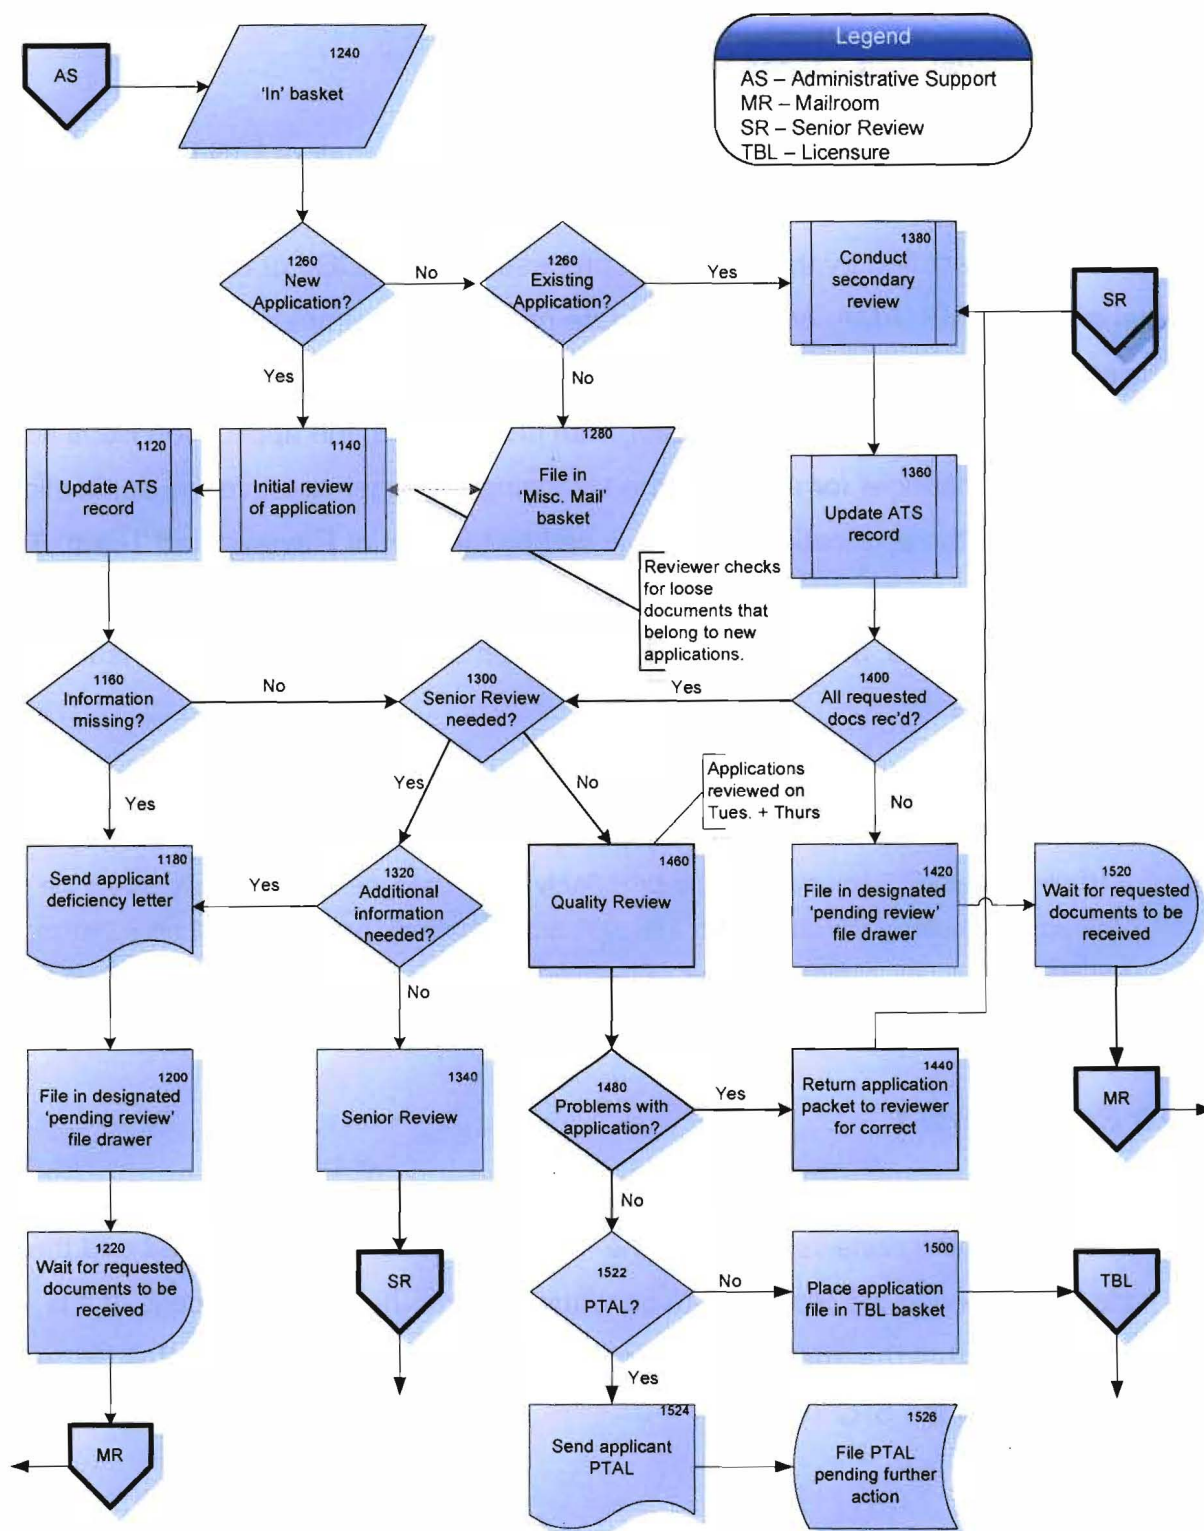 Legend
AS – Administrative Support
MR – Mailroom
SR – Senior Review
TBL – Licensure
AS
1240
'In' basket
1260
New
Application?
No
1260
Existing
Application?
Yes
1380
Conduct
secondary
review
SR
Yes
No
1120
Update ATS
record
1140
Initial review
of application
1280
File in
'Misc. Mail'
basket
1360
Update ATS
record
Reviewer checks
for loose
documents that
belong to new
applications.
1160
Information
missing?
No
1300
Senior Review
needed?
Yes
1400
All requested
docs rec'd?
Yes
Yes
No
Applications
reviewed on
Tues. + Thurs
No
1180
Send applicant
deficiency letter
Yes
1320
Additional
information
needed?
1460
Quality Review
1420
File in designated
'pending review'
file drawer
1520
Wait for requested
documents to be
received
No
1200
File in designated
'pending review'
file drawer
1340
Senior Review
1480
Problems with
application?
Yes
1440
Return application
packet to reviewer
for correct
MR
No
1220
Wait for requested
documents to be
received
SR
1522
PTAL?
No
1500
Place application
file in TBL basket
TBL
Yes
MR
1524
Send applicant
PTAL
1526
File PTAL
pending further
action